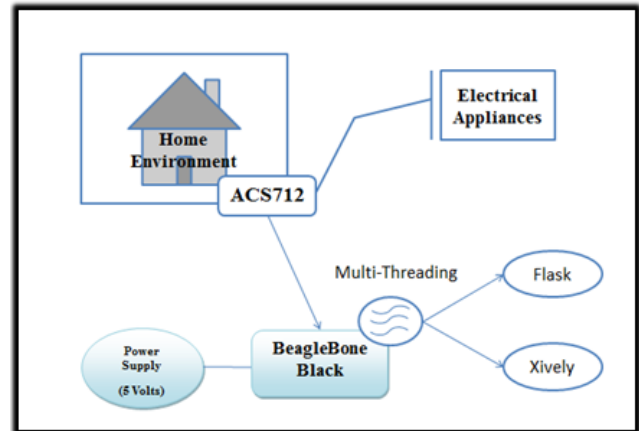 Home
Environment
Electrical
Appliances
ACS712
Multi-Threading
Flask
Power
Supply
(5 Volts)
BeagleBone
Black
Xively